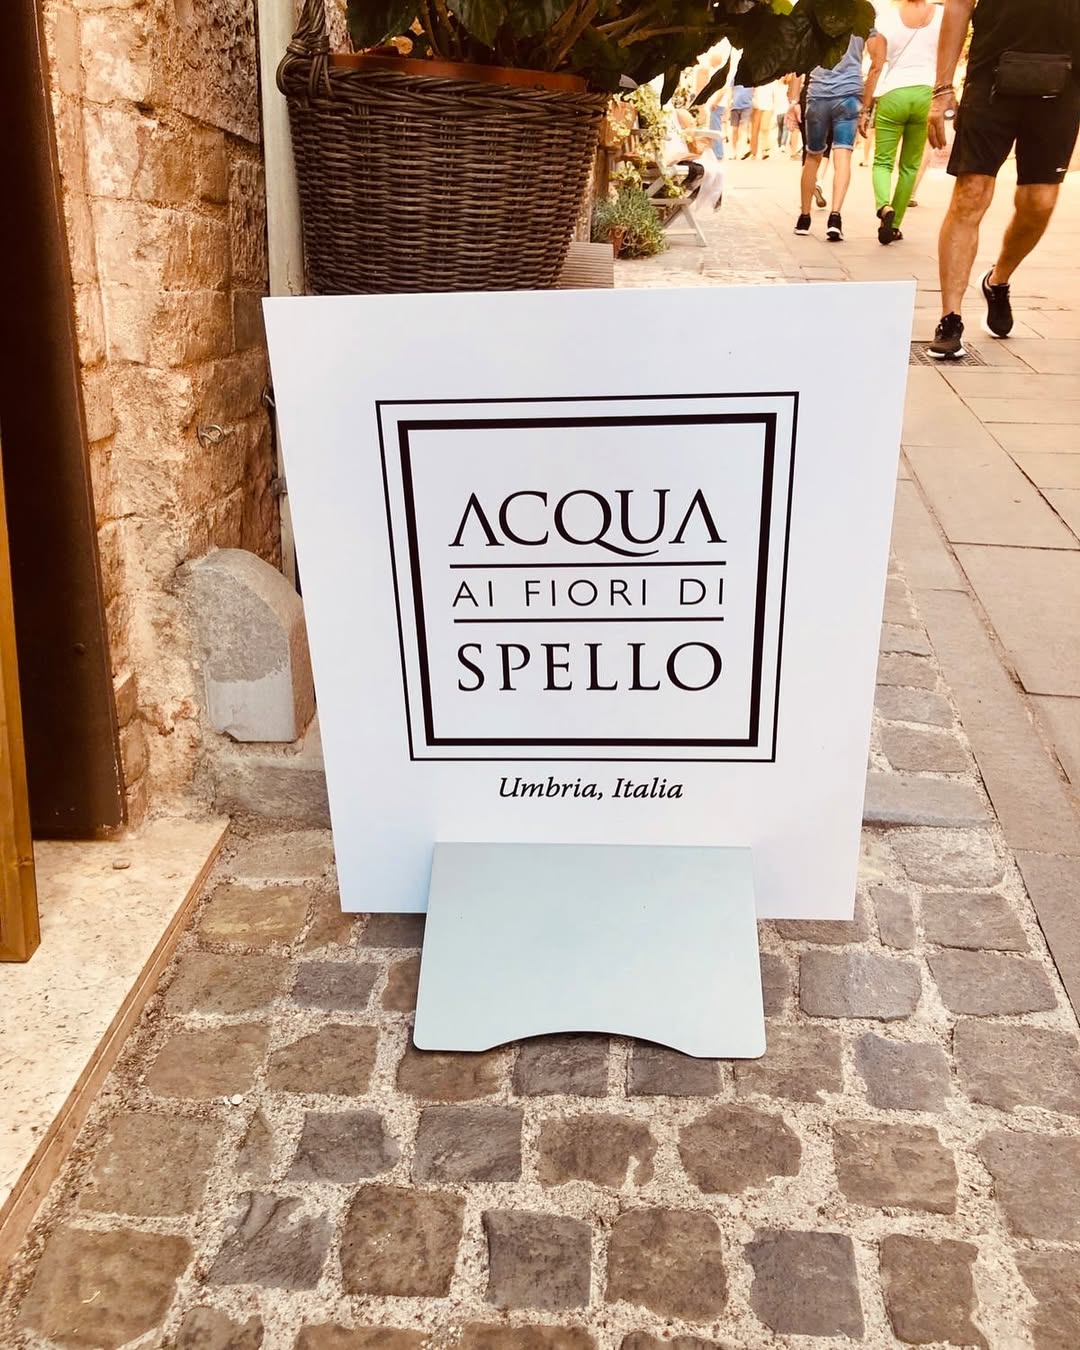 ACQUA
AI FIORI DI
SPELLO
Umbria, Italia